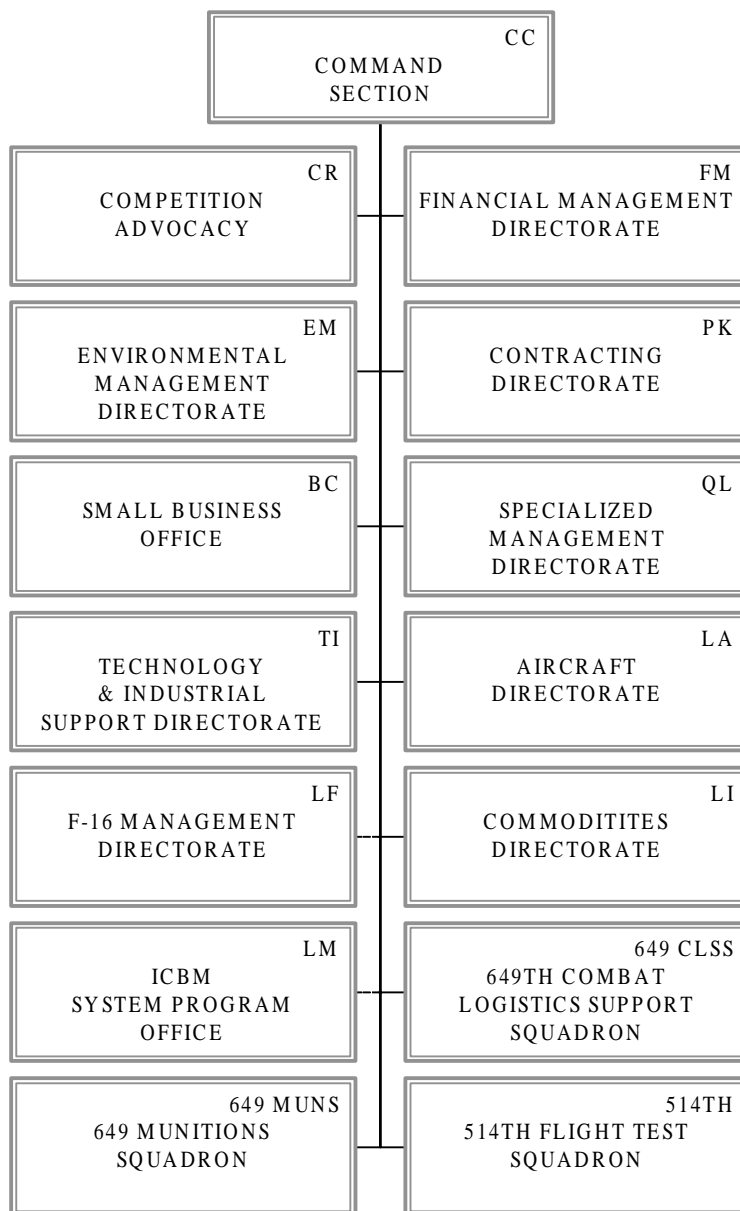 CC
COMMAND
SECTION
CR
COMPETITION
ADVOCACY
FM
FINANCIAL MANAGEMENT
DIRECTORATE
EM
ENVIRONMENTAL
MANAGEMENT
DIRECTORATE
PK
CONTRACTING
DIRECTORATE
BC
SMALL BUSINESS
OFFICE
QL
SPECIALIZED
MANAGEMENT
DIRECTORATE
TI
TECHNOLOGY
& INDUSTRIAL
SUPPORT DIRECTORATE
LA
AIRCRAFT
DIRECTORATE
LF
F-16 MANAGEMENT
DIRECTORATE
LI
COMMODITITES
DIRECTORATE
LM
ICBM
SYSTEM PROGRAM
OFFICE
649 CLSS
649TH COMBAT
LOGISTICS SUPPORT
SQUADRON
649 MUNS
649 MUNITIONS
SQUADRON
514TH
514TH FLIGHT TEST
SQUADRON